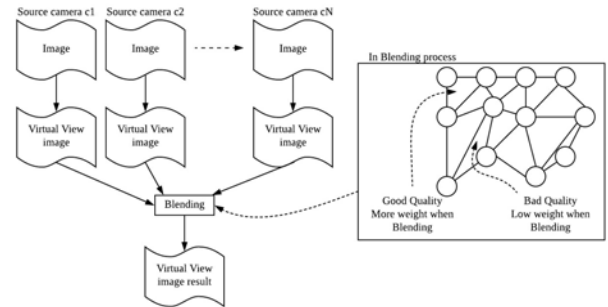 Source camera c1
Source camera c2
Source camera cN
Image
Image
Image
Virtual View
image
Virtual View
image
Virtual View
image
Blending
Virtual View
image result
In Blending process
Good Quality
More weight when
Blending
Bad Quality
Low weight when
Blending